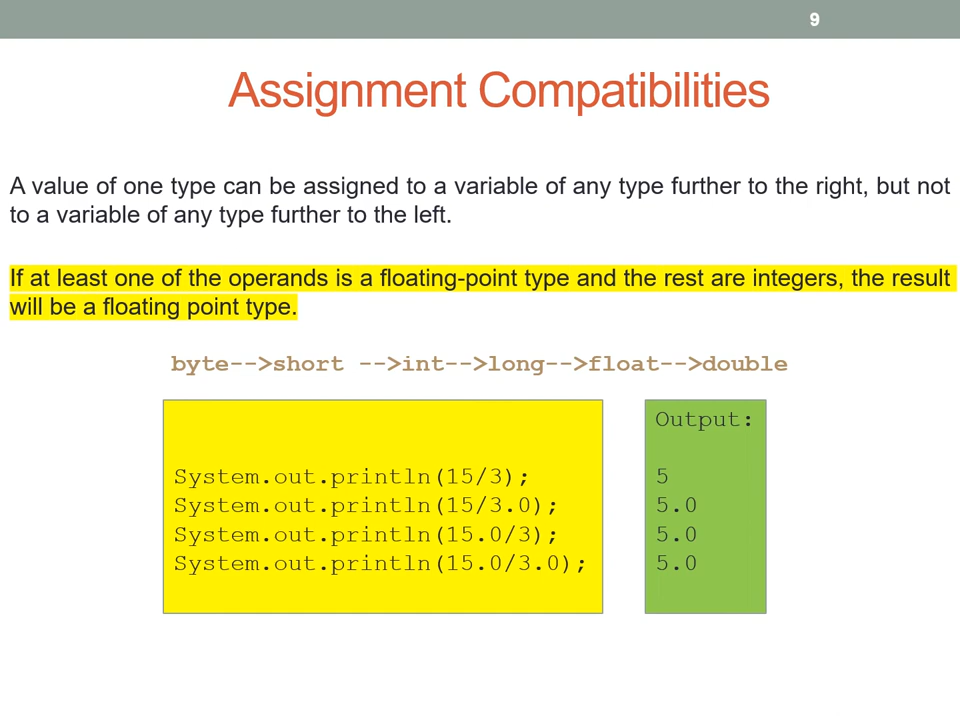 9
Assignment Compatibilities
A value of one type can be assigned to a variable of any type further to the right, but not
to a variable of any type further to the left.
If at least one of the operands is a floating-point type and the rest are integers, the result
will be a floating point type.
byte-->short -->int-->long-->float-->double
System.out.println(15/3);
System.out.println(15/3.0);
System.out.println(15.0/3);
System.out.println(15.0/3.0);
Output:
5
5.0
5.0
5.0